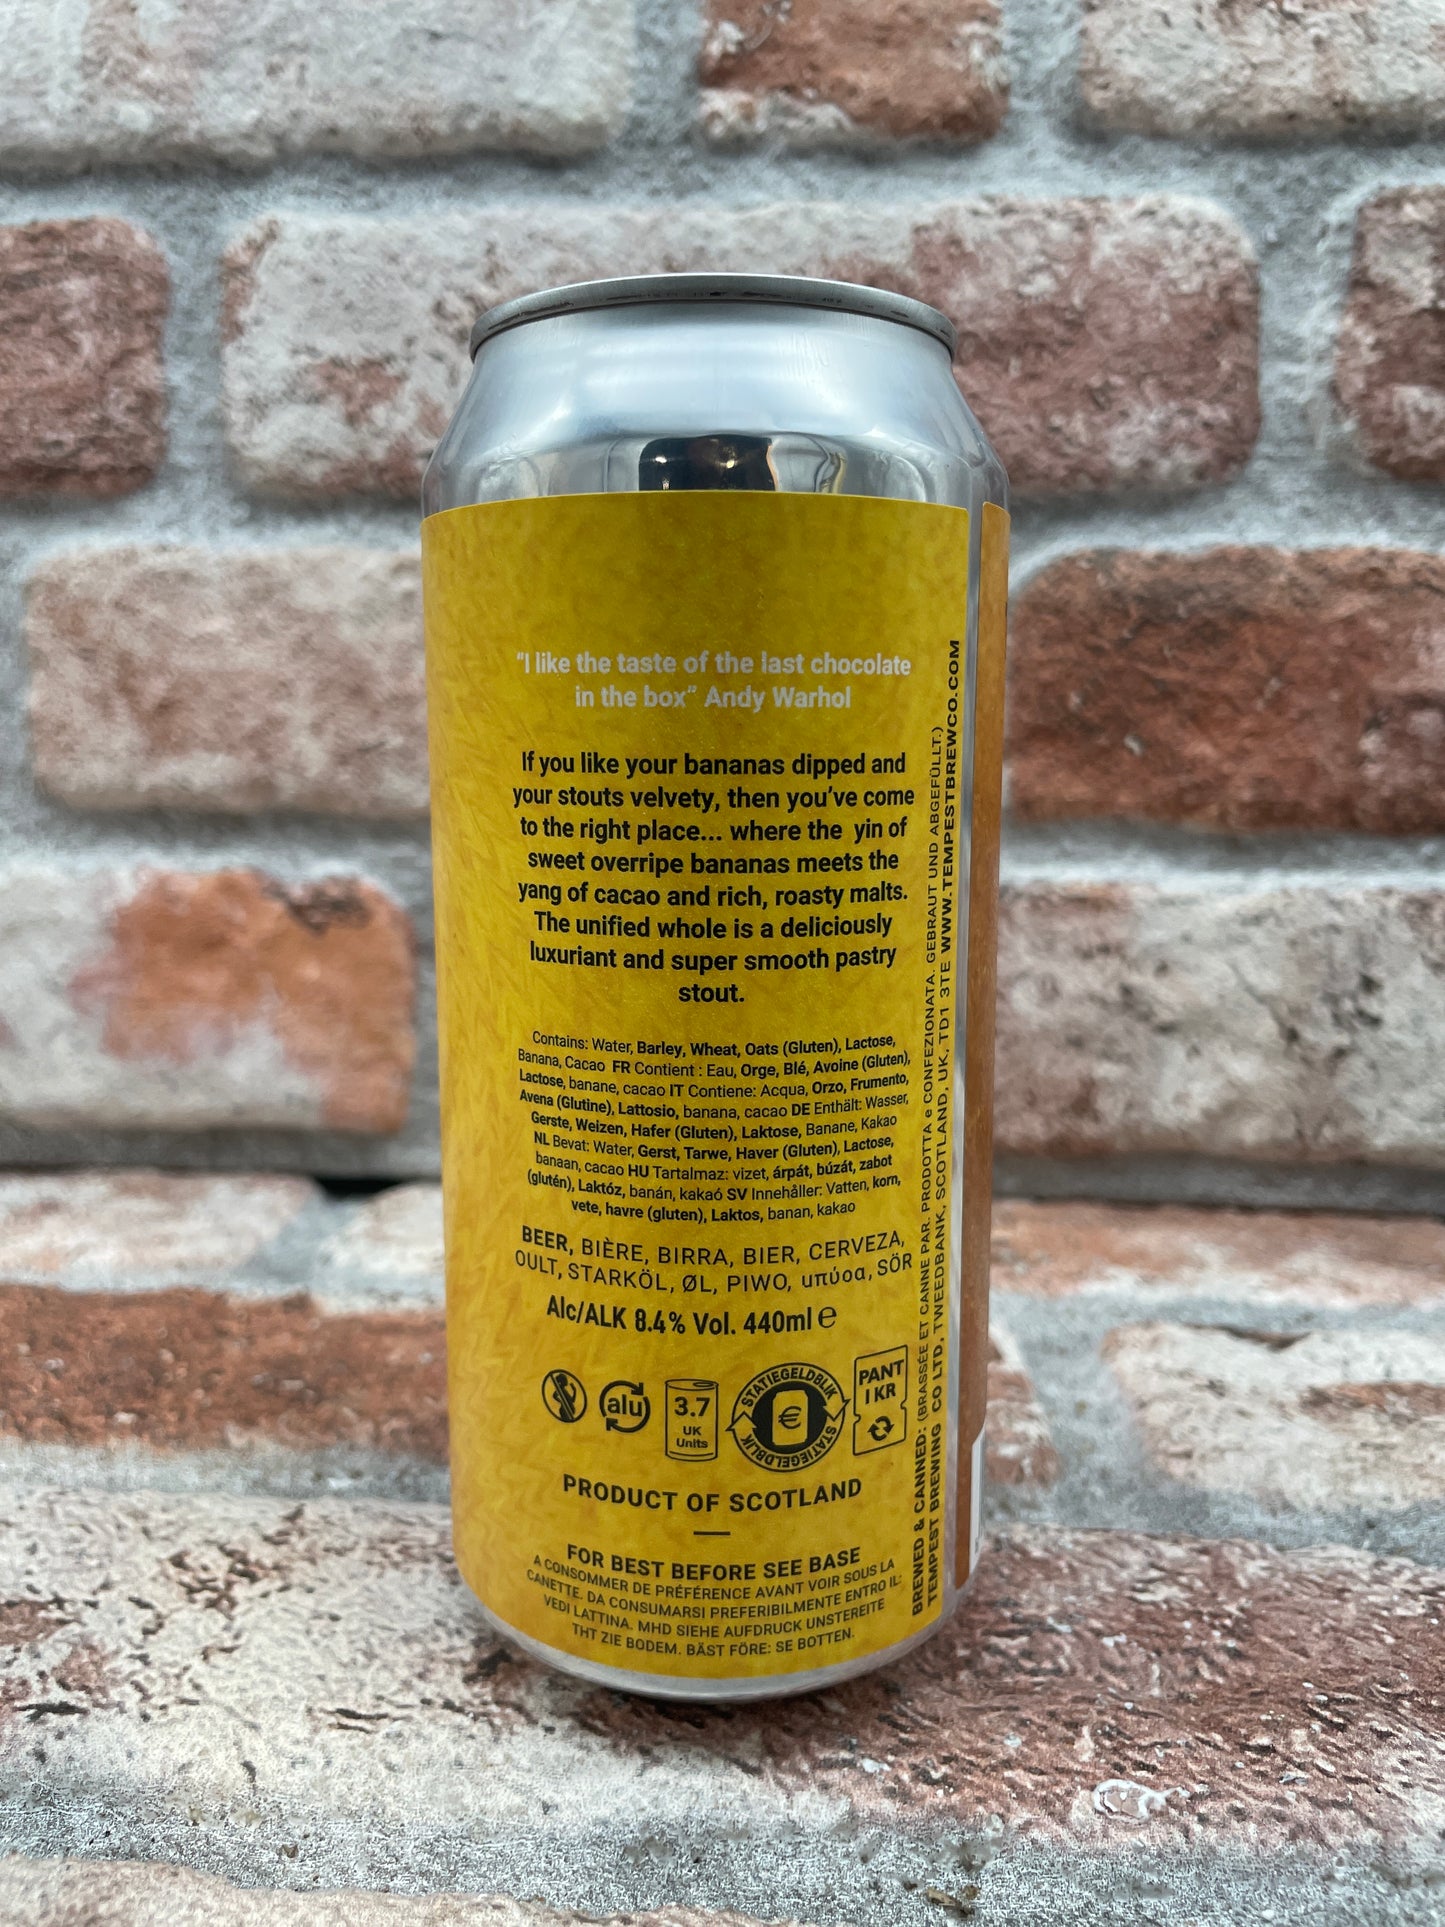 “I like the taste of the last chocolate
in the box” Andy Warhol
If you like your bananas dipped and
your stouts velvety, then you’ve come
to the right place... where the yin of
sweet overripe bananas meets the
yang of cacao and rich, roasty malts.
The unified whole is a deliciously
luxuriant and super smooth pastry
stout.
Contains: Water, Barley, Wheat, Oats (Gluten), Lactose,
Banana, Cacao FR Contient : Eau, Orge, Blé, Avoine (Gluten),
Lactose, banane, cacao IT Contiene: Acqua, Orzo, Frumento,
Avena (Glutine), Lattosio, banana, cacao DE Enthält: Wasser,
Gerste, Weizen, Hafer (Gluten), Laktose, Banane, Kakao
NL Bevat: Water, Gerst, Tarwe, Haver (Gluten), Lactose,
banaan, cacao HU Tartalmaz: vizet, árpát, búzát, zabot
(glutén), Laktóz, banán, kakaó SV Innehåller: Vatten, korn,
vete, havre (gluten), Laktos, banan, kakao
BEER, BIÈRE, BIRRA, BIER, CERVEZA,
OULT, STARKÖL, ØL, PIWO, υπύοα, SÖR
Alc/ALK 8.4% Vol. 440ml ℮
alu
3.7
UK
Units
STATIEGELDBLIK
€
STATIEGELDBLIK
PANT
1 KR
PRODUCT OF SCOTLAND
FOR BEST BEFORE SEE BASE
A CONSOMMER DE PRÉFÉRENCE AVANT VOIR SOUS LA
CANETTE. DA CONSUMARSI PREFERIBILMENTE ENTRO IL:
VEDI LATTINA. MHD SIEHE AUFDRUCK UNSTEREITE
THT ZIE BODEM. BÄST FÖRE: SE BOTTEN.
BREWED & CANNED: (BRASSÉE ET CANNE PAR. PRODOTTA e CONFEZIONATA. GEBRAUT UND ABGEFÜLLT.)
TEMPEST BREWING CO LTD, TWEEDBANK, SCOTLAND, UK, TD1 3TE WWW.TEMPESTBREWCO.COM